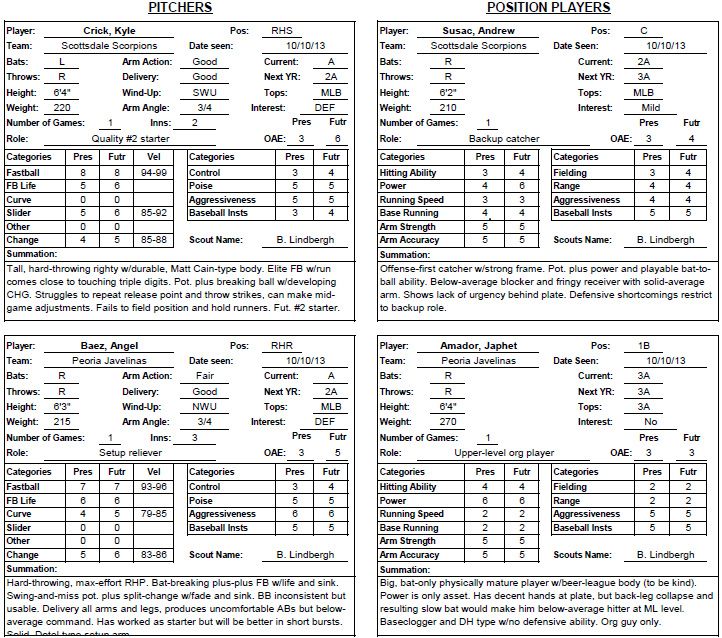 PITCHERS
Player: Crick, Kyle Pos: RHS
Team: Scottsdale Scorpions Date seen: 10/10/13
Bats: L Arm Action: Good Current: A
Throws: R Delivery: Good Next YR: 2A
Height: 6'4" Wind-Up: SWU Tops: MLB
Weight: 220 Arm Angle: 3/4 Interest: DEF
Number of Games: 1 Inns: 2 Pres Futr
Role: Quality #2 starter OAE: 3 6
Categories Pres Futr Vel Categories Pres Futr
Fastball 8 8 94-99 Control 3 4
FB Life 5 6 Poise 5 5
Curve 0 0 Aggressiveness 5 5
Slider 5 6 85-92 Baseball Insts 3 4
Other 0 0
Change 4 5 85-88 Scout Name: B. Lindbergh
Summation:
Tall, hard-throwing righty w/durable, Matt Cain-type body. Elite FB w/run
comes close to touching triple digits. Pot. plus breaking ball w/developing
CHG. Struggles to repeat release point and throw strikes, can make mid-
game adjustments. Fails to field position and hold runners. Fut. #2 starter.
Player: Baez, Angel Pos: RHR
Team: Peoria Javelinas Date seen: 10/10/13
Bats: R Arm Action: Fair Current: A
Throws: R Delivery: Good Next YR: 2A
Height: 6'3" Wind-Up: NWU Tops: MLB
Weight: 215 Arm Angle: 3/4 Interest: DEF
Number of Games: 1 Inns: 3 Pres Futr
Role: Setup reliever OAE: 3 5
Categories Pres Futr Vel Categories Pres Futr
Fastball 7 7 93-96 Control 3 4
FB Life 6 6 Poise 5 5
Curve 4 5 79-85 Aggressiveness 6 6
Slider 0 0 Baseball Insts 5 5
Other 0 0
Change 5 6 83-86 Scout Name: B. Lindbergh
Summation:
Hard-throwing, max-effort RHP. Bat-breaking plus-plus FB w/life and sink.
Swing-and-miss pot. plus split-change w/fade and sink. BB inconsistent but
usable. Delivery all arms and legs, produces uncomfortable ABs but below-
average command. Has worked as starter but will be better in short bursts.
Solid, Dotel-type setup arm
POSITION PLAYERS
Player: Susac, Andrew Pos: C
Team: Scottsdale Scorpions Date Seen: 10/10/13
Bats: R Current: 2A
Throws: R Next YR: 3A
Height: 6'2" Tops: MLB
Weight: 210 Interest: Mild
Number of Games: 1 Pres Futr
Role: Backup catcher OAE: 3 4
Categories Pres Futr Categories Pres Futr
Hitting Ability 3 4 Fielding 3 4
Power 4 6 Range 4 4
Running Speed 3 3 Aggressiveness 4 4
Base Running 4 4 Baseball Insts 5 5
Arm Strength 5 5
Arm Accuracy 5 5 Scouts Name: B. Lindbergh
Summation:
Offense-first catcher w/strong frame. Pot. plus power and playable bat-to-
ball ability. Below-average blocker and fringy receiver with solid-average
arm. Shows lack of urgency behind plate. Defensive shortcomings restrict
to backup role.
Player: Amador, Japhet Pos: 1B
Team: Peoria Javelinas Date Seen: 10/10/13
Bats: R Current: 3A
Throws: R Next YR: 3A
Height: 6'4" Tops: 3A
Weight: 270 Interest: No
Number of Games: 1 Pres Futr
Role: Upper-level org player OAE: 3 3
Categories Pres Futr Categories Pres Futr
Hitting Ability 4 4 Fielding 2 2
Power 6 6 Range 2 2
Running Speed 2 2 Aggressiveness 5 5
Base Running 2 2 Baseball Insts 5 5
Arm Strength 5 5
Arm Accuracy 5 5 Scout Name: B. Lindbergh
Summation:
Big, bat-only physically mature player w/beer-league body (to be kind).
Power is only asset. Has decent hands at plate, but back-leg collapse and
resulting slow bat would make him below-average hitter at ML level.
Baseclogger and DH type w/no defensive ability. Org guy only.